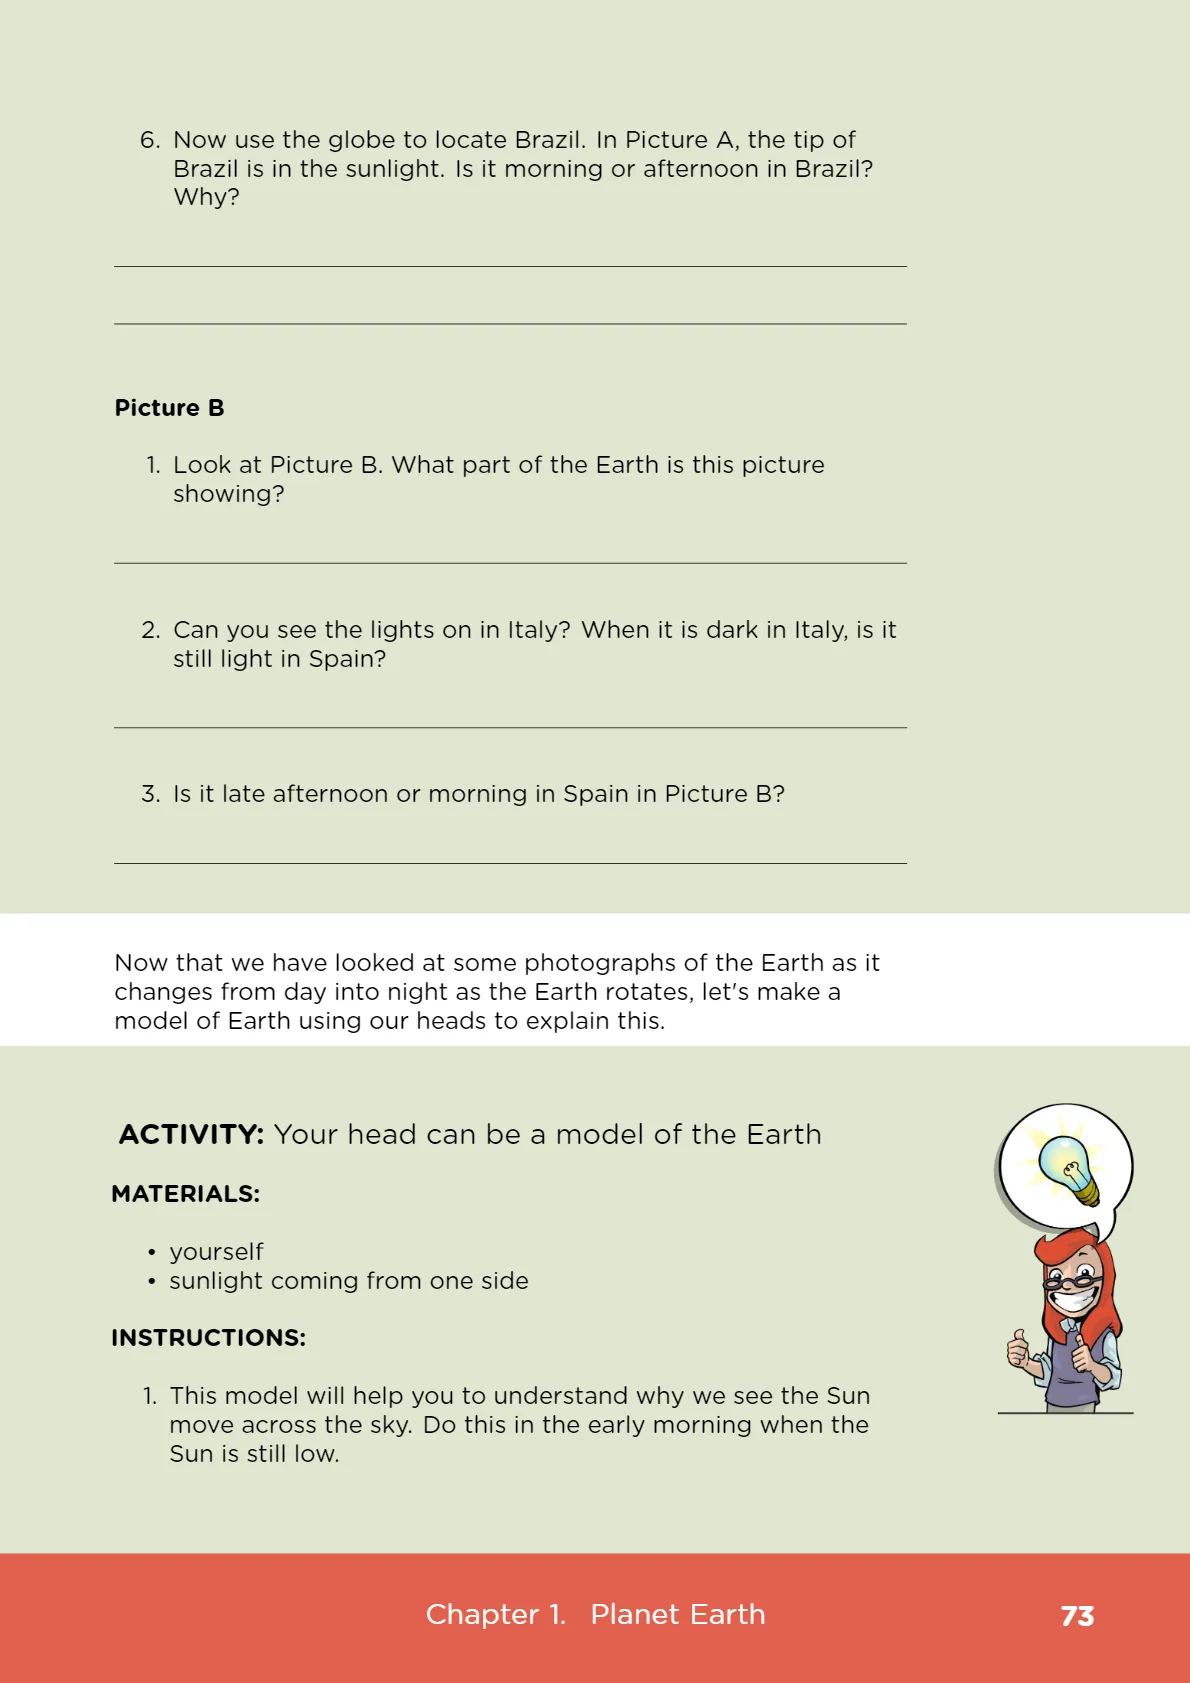 6. Now use the globe to locate Brazil. In Picture A, the tip of
Brazil is in the sunlight. Is it morning or afternoon in Brazil?
Why?
Picture B
1. Look at Picture B. What part of the Earth is this picture
showing?
2. Can you see the lights on in Italy? When it is dark in Italy, is it
still light in Spain?
3. Is it late afternoon or morning in Spain in Picture B?
Now that we have looked at some photographs of the Earth as it
changes from day into night as the Earth rotates, let's make a
model of Earth using our heads to explain this.
ACTIVITY: Your head can be a model of the Earth
MATERIALS:
• yourself
• sunlight coming from one side
INSTRUCTIONS:
1. This model will help you to understand why we see the Sun
move across the sky. Do this in the early morning when the
Sun is still low.
Chapter 1. Planet Earth 73